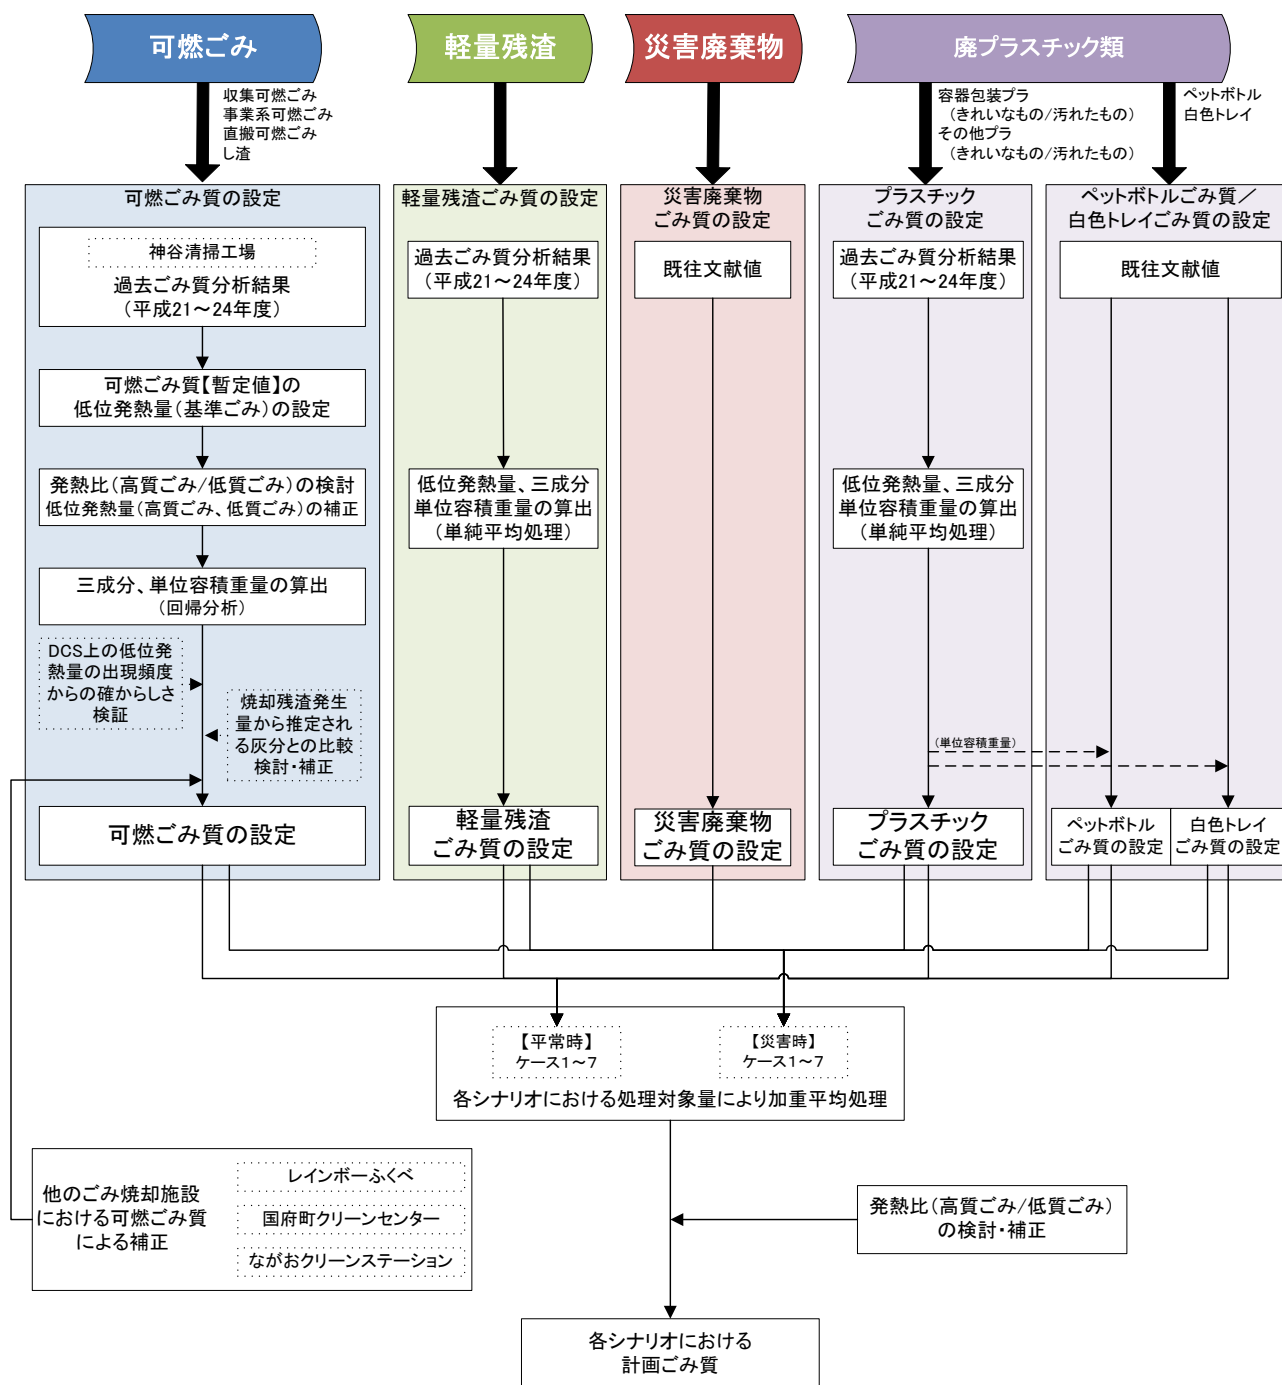 可燃ごみ
軽量残渣
災害廃棄物
廃プラスチック類
収集可燃ごみ
事業系可燃ごみ
直搬可燃ごみ
し渣
容器包装プラ
（きれいなもの/汚れたもの）
その他プラ
（きれいなもの/汚れたもの）
ペットボトル
白色トレイ
可燃ごみ質の設定
神谷清掃工場
過去ごみ質分析結果
（平成21～24年度）
可燃ごみ質【暫定値】の
低位発熱量（基準ごみ）の設定
発熱比（高質ごみ/低質ごみ）の検討
低位発熱量（高質ごみ、低質ごみ）の補正
三成分、単位容積重量の算出
（回帰分析）
DCS上の低位発
熱量の出現頻度
からの確からしさ
検証
焼却残渣発生
量から推定され
る灰分との比較
検討・補正
可燃ごみ質の設定
軽量残渣ごみ質の設定
過去ごみ質分析結果
（平成21～24年度）
低位発熱量、三成分
単位容積重量の算出
（単純平均処理）
軽量残渣
ごみ質の設定
災害廃棄物
ごみ質の設定
既往文献値
災害廃棄物
ごみ質の設定
プラスチック
ごみ質の設定
過去ごみ質分析結果
（平成21～24年度）
低位発熱量、三成分
単位容積重量の算出
（単純平均処理）
プラスチック
ごみ質の設定
ペットボトルごみ質／
白色トレイごみ質の設定
既往文献値
（単位容積重量）
ペットボトル
ごみ質の設定
白色トレイ
ごみ質の設定
【平常時】
ケース1～7
【災害時】
ケース1～7
各シナリオにおける処理対象量により加重平均処理
他のごみ焼却施設
における可燃ごみ質
による補正
レインボーふくべ
国府町クリーンセンター
ながおクリーンステーション
発熱比（高質ごみ/低質ごみ）
の検討・補正
各シナリオにおける
計画ごみ質